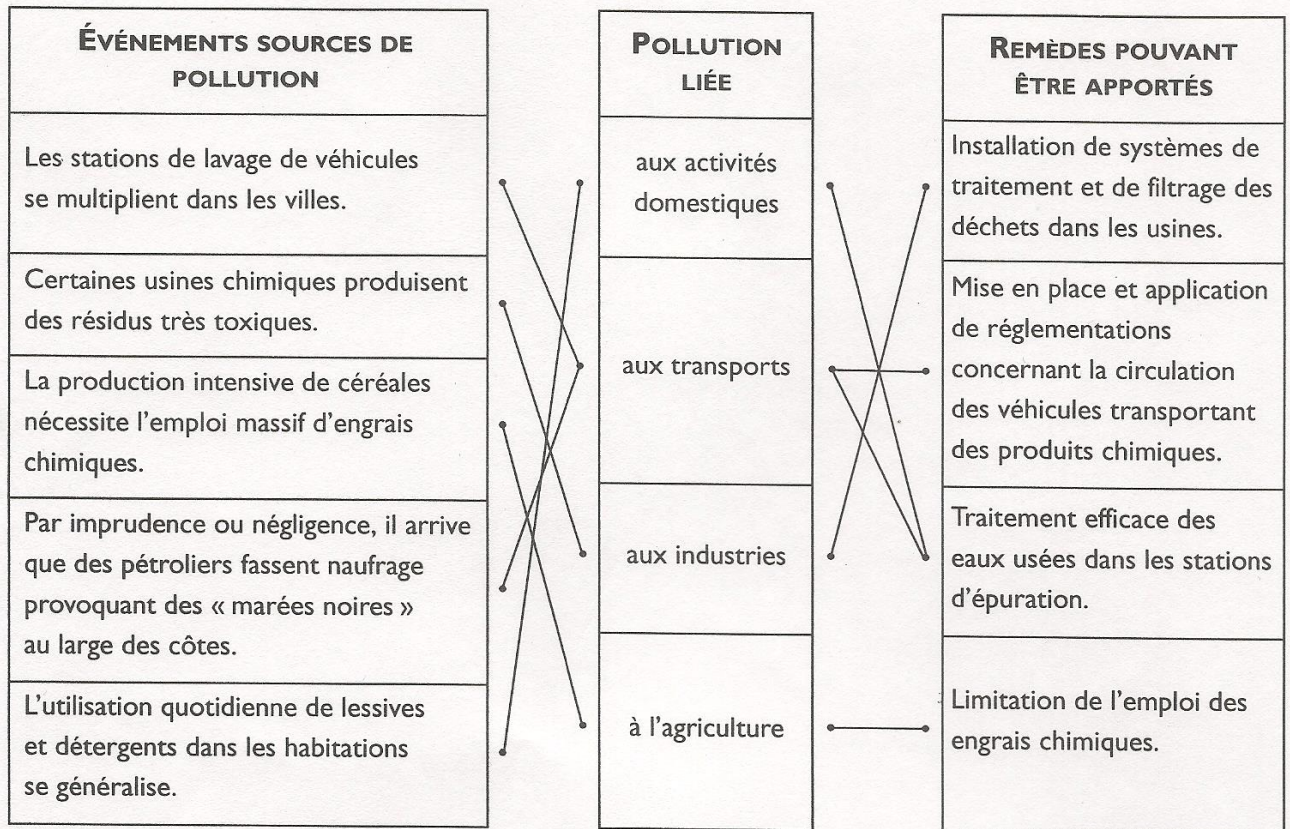 ÉVÉNEMENTS SOURCES DE
POLLUTION
Les stations de lavage de véhicules
se multiplient dans les villes.
Certaines usines chimiques produisent
des résidus très toxiques.
La production intensive de céréales
nécessite l'emploi massif d'engrais
chimiques.
Par imprudence ou négligence, il arrive
que des pétroliers fassent naufrage
provoquant des « marées noires »
au large des côtes.
L'utilisation quotidienne de lessives
et détergents dans les habitations
se généralise.
POLLUTION
LIÉE
aux activités
domestiques
aux transports
aux industries
à l'agriculture
REMÈDES POUVANT
ÊTRE APPORTÉS
Installation de systèmes de
traitement et de filtrage des
déchets dans les usines.
Mise en place et application
de réglementations
concernant la circulation
des véhicules transportant
des produits chimiques.
Traitement efficace des
eaux usées dans les stations
d'épuration.
Limitation de l'emploi des
engrais chimiques.